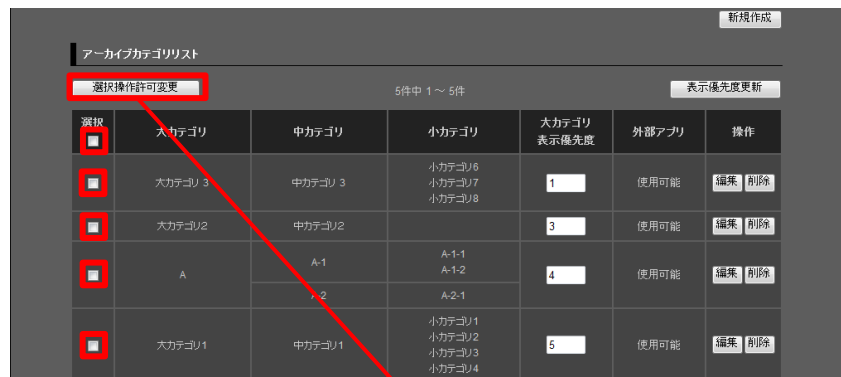 新規作成
アーカイブカテゴリリスト
選択操作許可変更 5件中 1～ 5件 表示優先度更新
選択 大カテゴリ 中カテゴリ 小カテゴリ 大カテゴリ 表示優先度 外部アプリ 操作
大カテゴリ 3 中カテゴリ 3 小カテゴリ6 1 使用可能 編集 削除
小カテゴリ7
小カテゴリ8
大カテゴリ2 中カテゴリ2 3 使用可能 編集 削除
A A-1 A-1-1 4 使用可能 編集 削除
A-1-2
A-2 A-2-1
大カテゴリ1 中カテゴリ1 小カテゴリ1 5 使用可能 編集 削除
小カテゴリ2
小カテゴリ3
小カテゴリ4